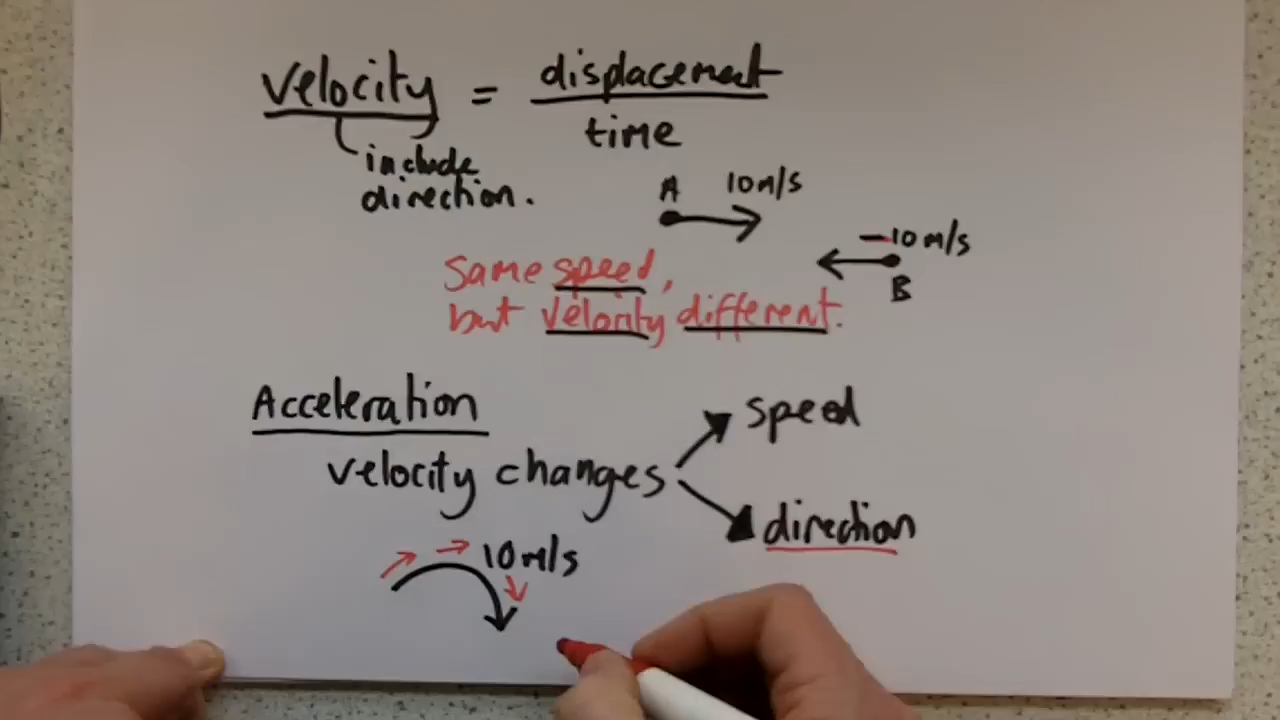 velocity = displacement
time
include
direction.
A 10m/s
-10m/s
B
Same speed,
but velocity different.
Acceleration
velocity changes
speed
direction
10m/s